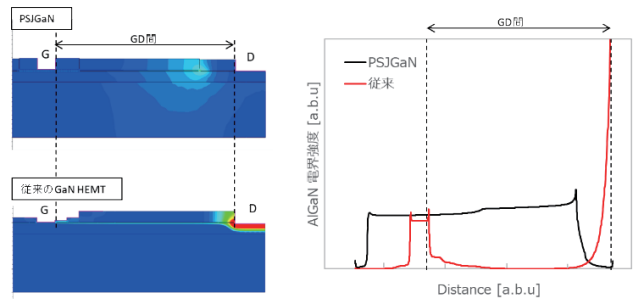 PSJGaN
GD間
G
D
従来のGaN HEMT
G
D
GD間
PSJGaN
従来
AlGaN 電界強度 [a.b.u]
Distance [a.b.u]